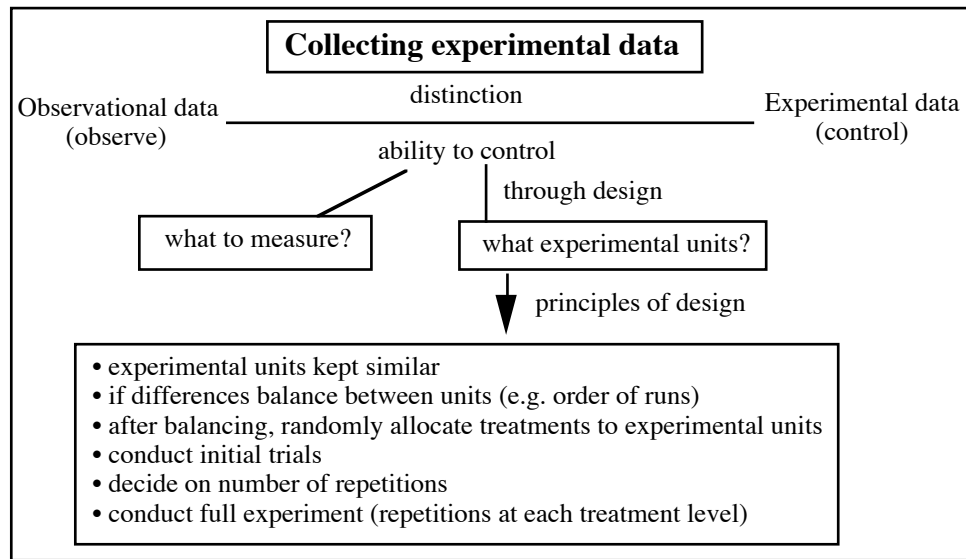 Collecting experimental data
distinction
Observational data
(observe)
Experimental data
(control)
ability to control
through design
what to measure?
what experimental units?
principles of design
• experimental units kept similar
• if differences balance between units (e.g. order of runs)
• after balancing, randomly allocate treatments to experimental units
• conduct initial trials
• decide on number of repetitions
• conduct full experiment (repetitions at each treatment level)